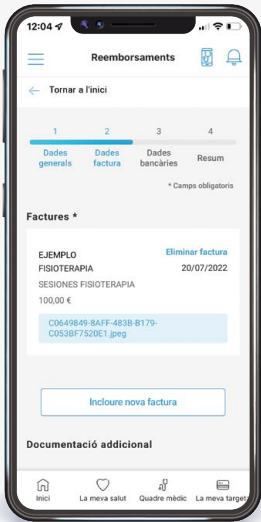 12:04
Reemborsaments
Tornar a l'inici
1 2 3 4
Dades generals
Dades factura
Dades bancàries
Resum
* Camps obligatoris
Factures *
EJEMPLO FISIOTERAPIA
Eliminar factura
20/07/2022
SESIONES FISIOTERAPIA
100,00 €
C0649849-8AFF-483B-B179-
C053BF7520E1.jpeg
Incloure nova factura
Documentació addicional
Inici
La meva salut
Quadre mèdic
La meva targeta